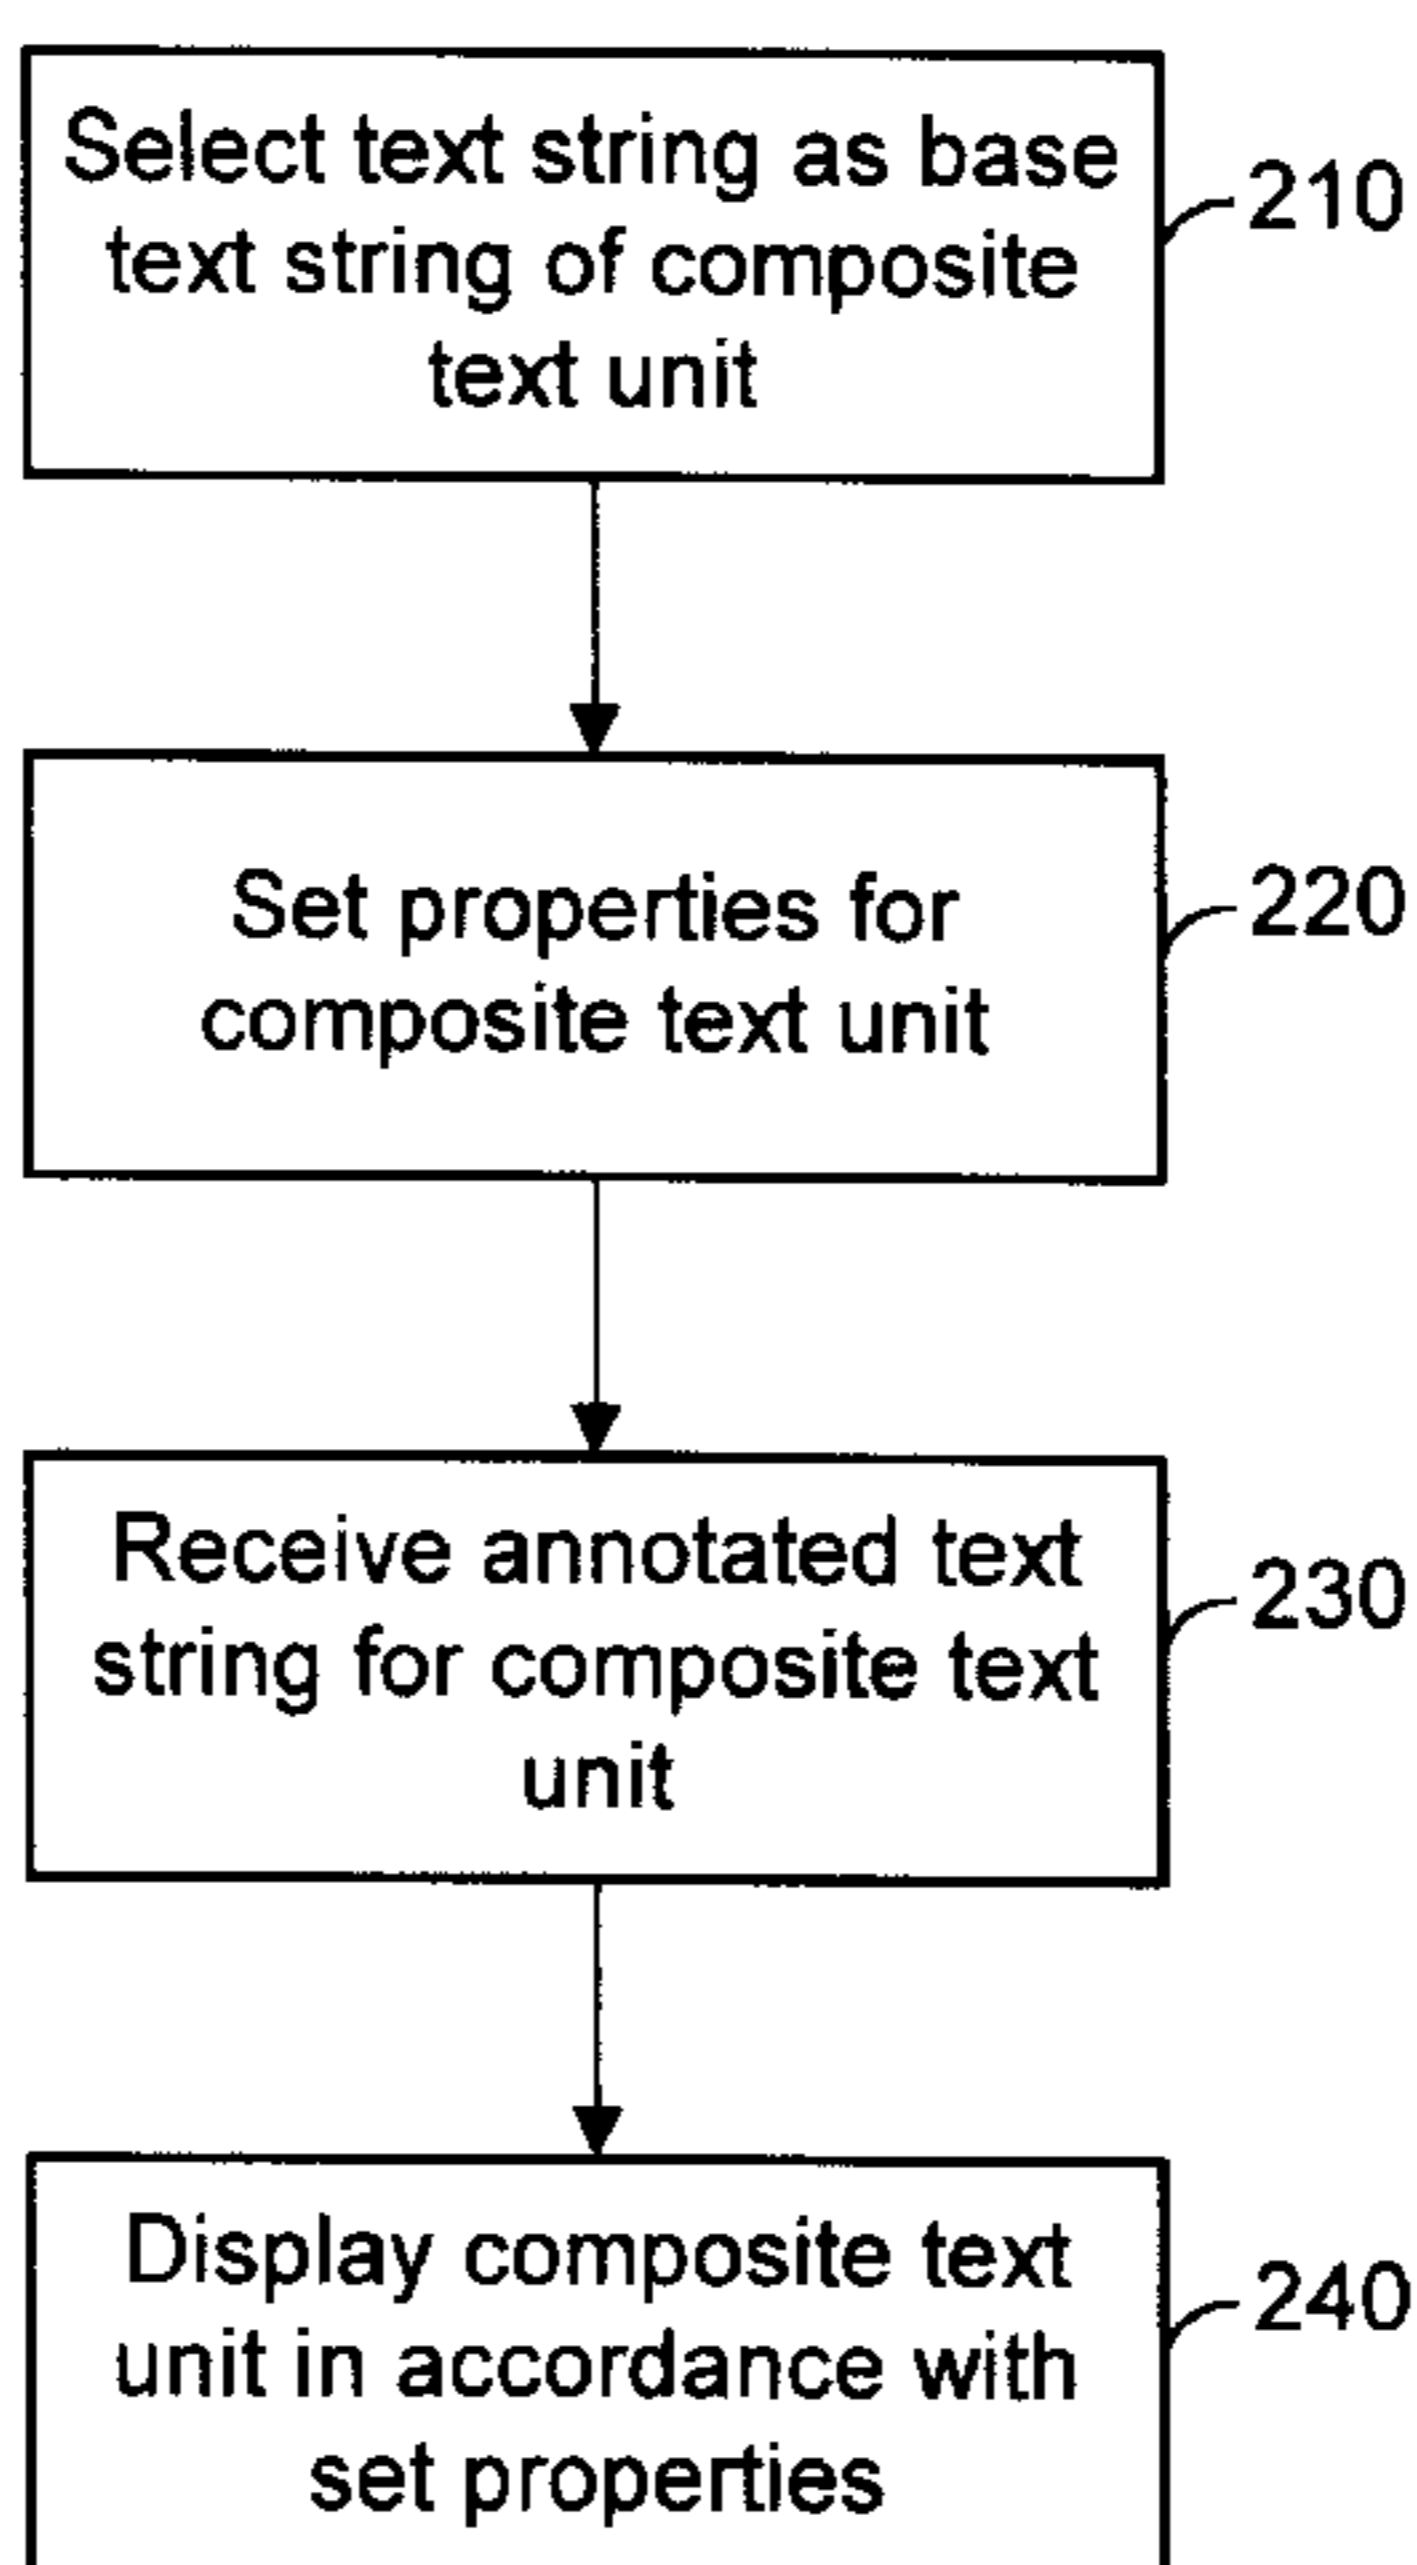 Select text string as base
text string of composite
text unit
210
Set properties for
composite text unit
220
Receive annotated text
string for composite text
unit
230
Display composite text
unit in accordance with
set properties
240